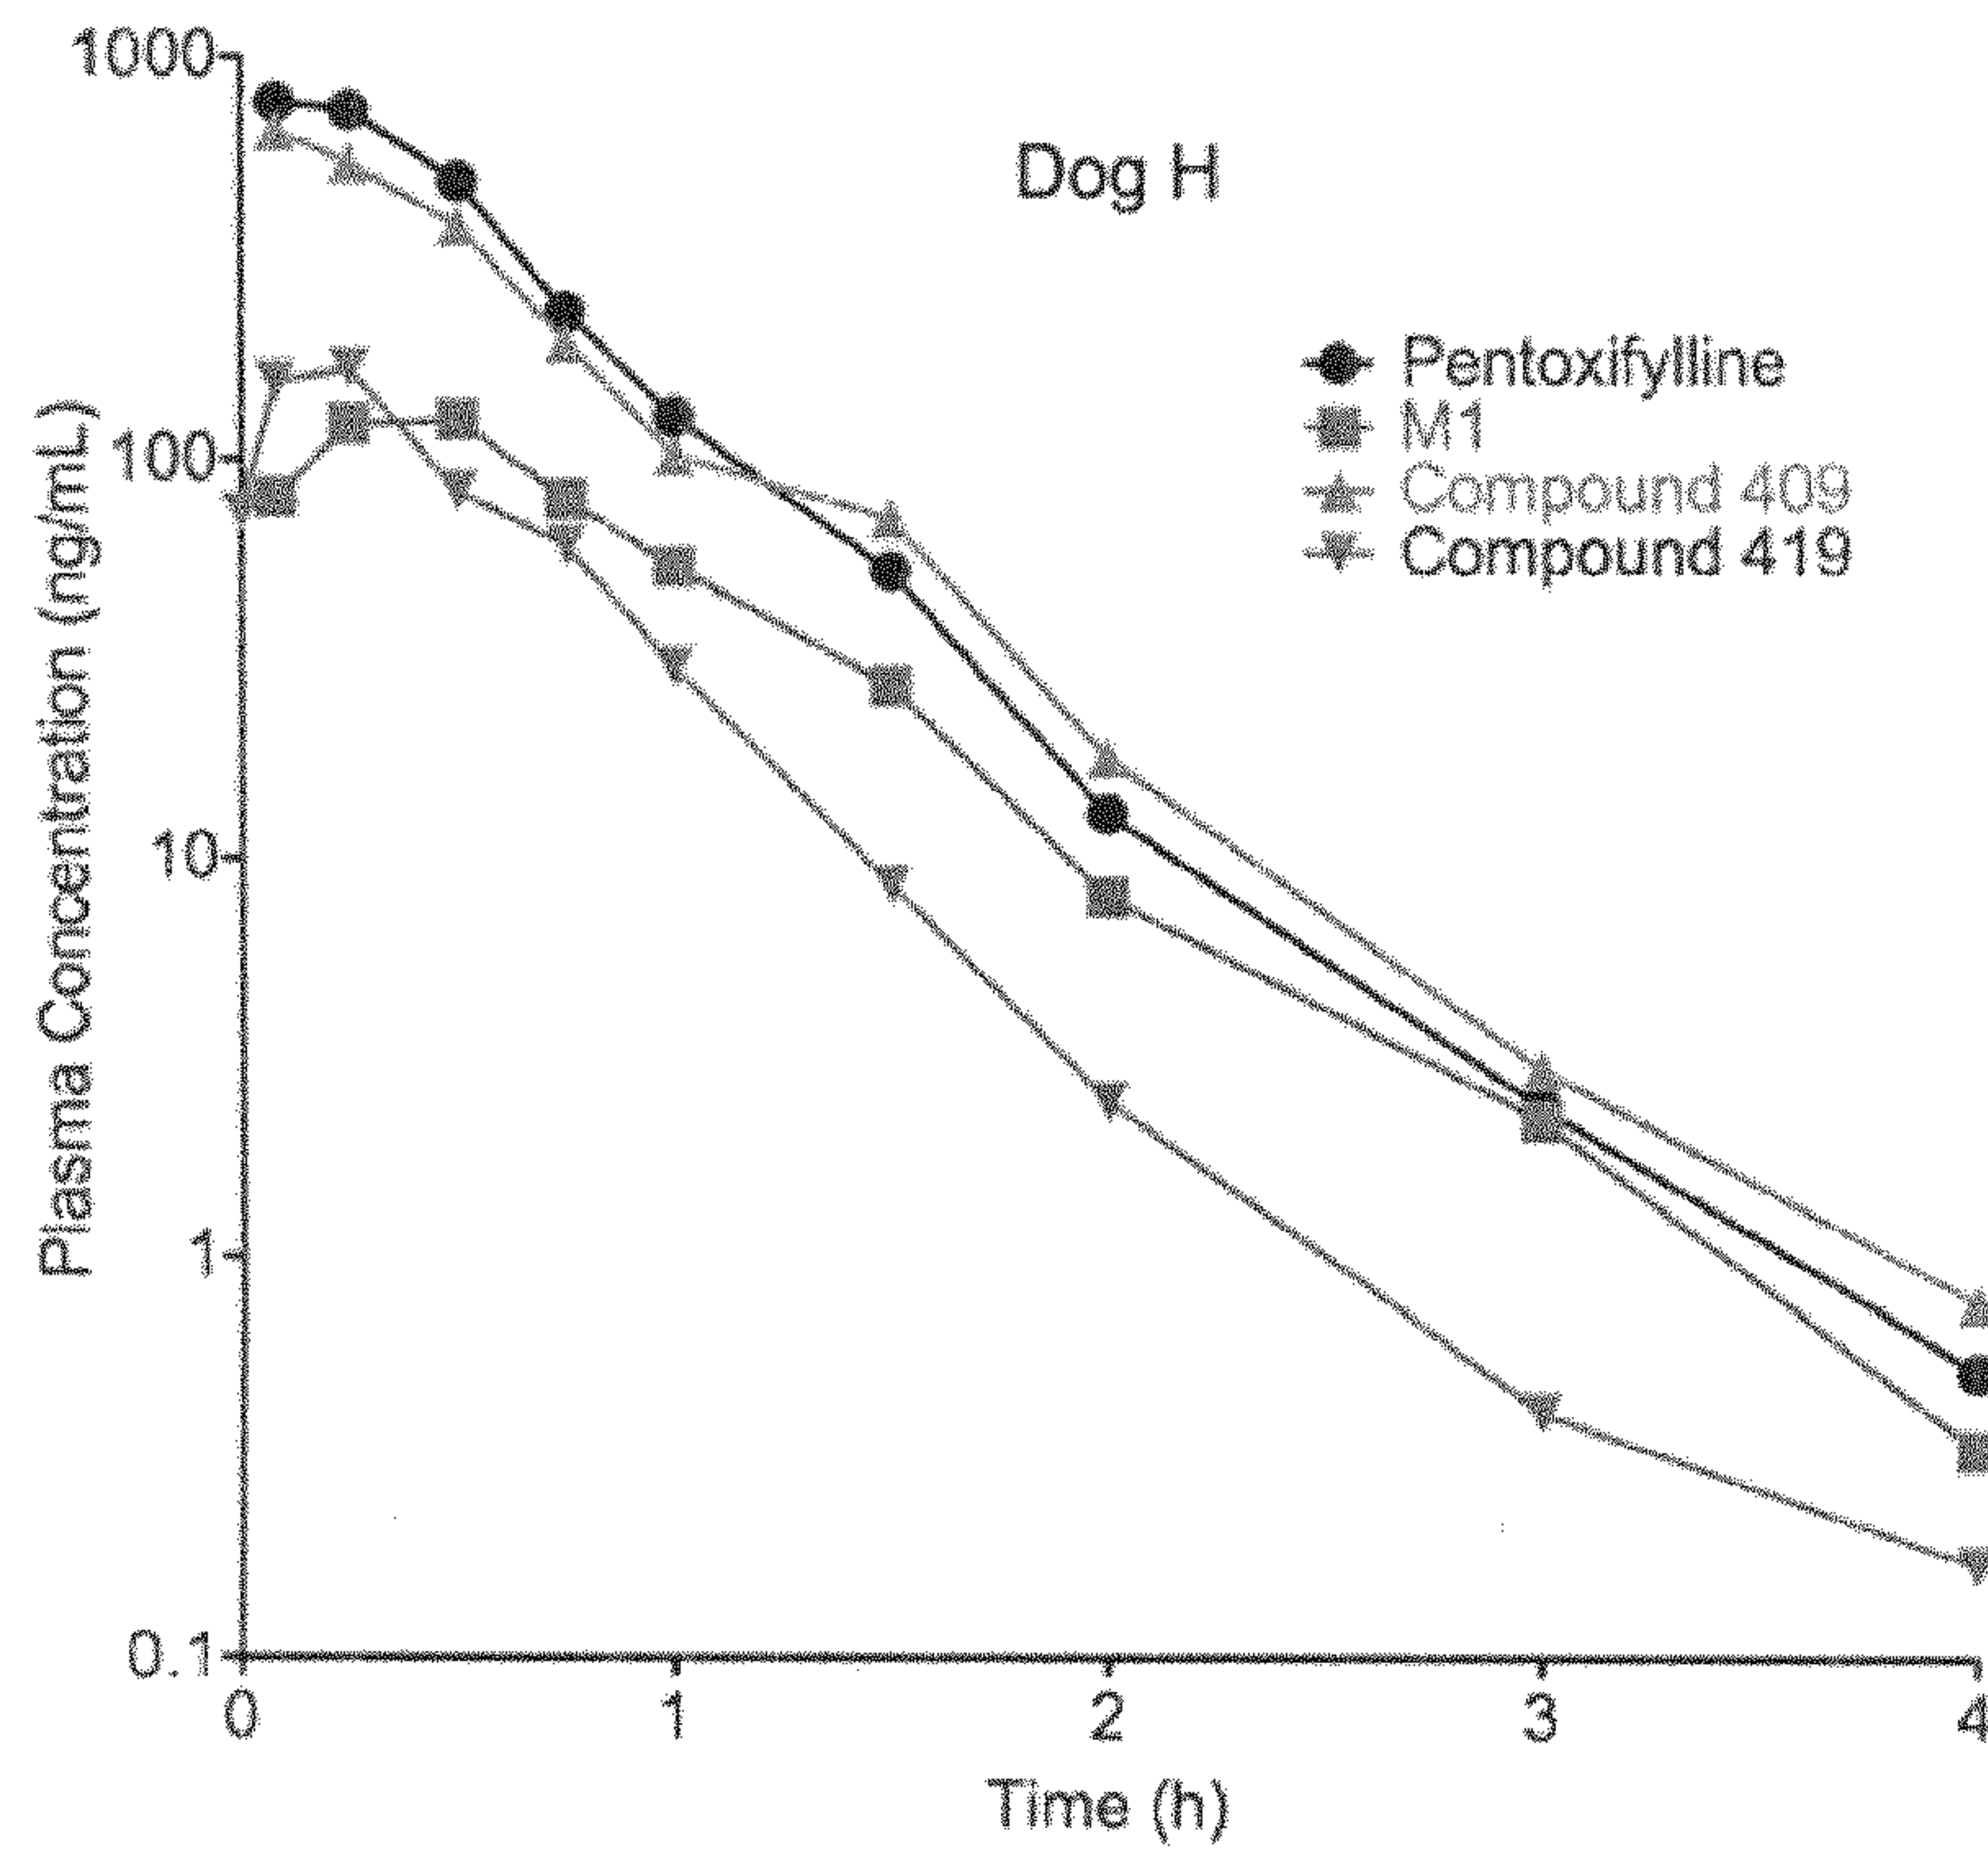 1000
100
10
1
0.1
Plasma Concentration (ng/mL)
Dog H
Pentoxifylline
M1
Compound 409
Compound 419
0 1 2 3 4
Time (h)